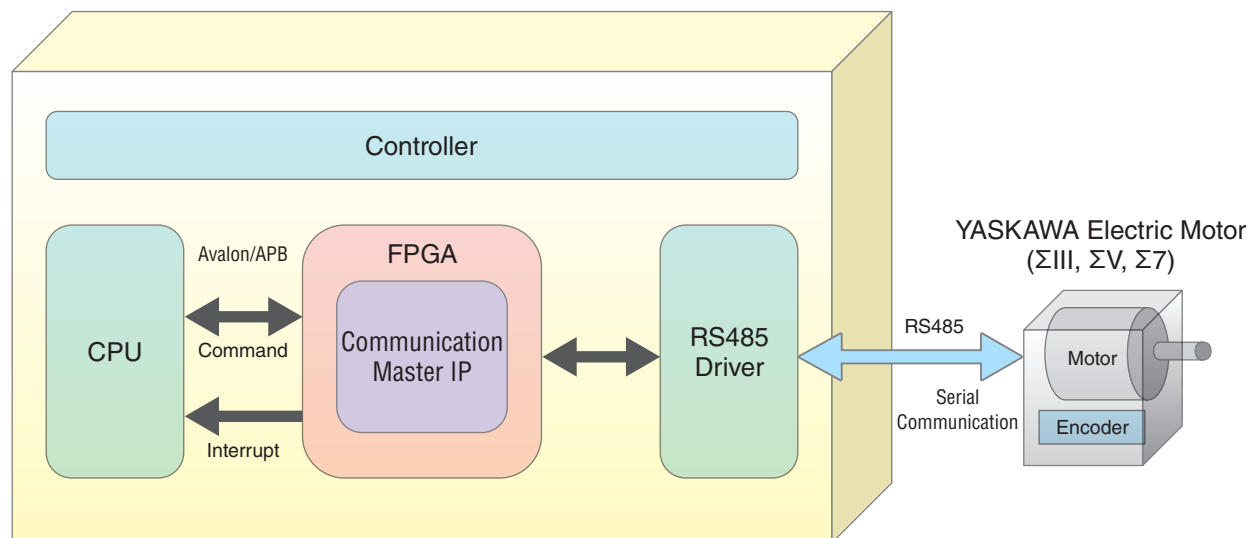 Controller
YASKAWA Electric Motor
(ΣIII, ΣV, Σ7)
CPU
Avalon/APB
Command
Interrupt
FPGA
Communication
Master IP
RS485
Driver
RS485
Serial
Communication
Motor
Encoder